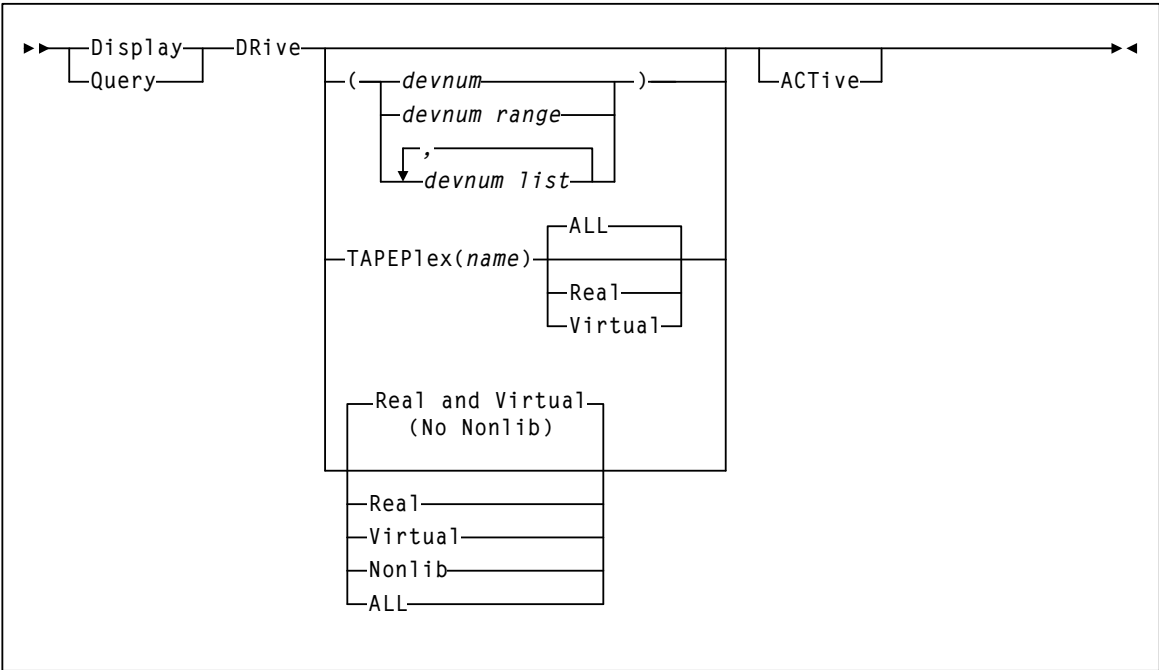 Display DRive
Query
( devnum )
ACTive
devnum range
,
devnum list
ALL
TAPEPlex(name)
Real
Virtual
Real and Virtual
(No Nonlib)
Real
Virtual
Nonlib
ALL